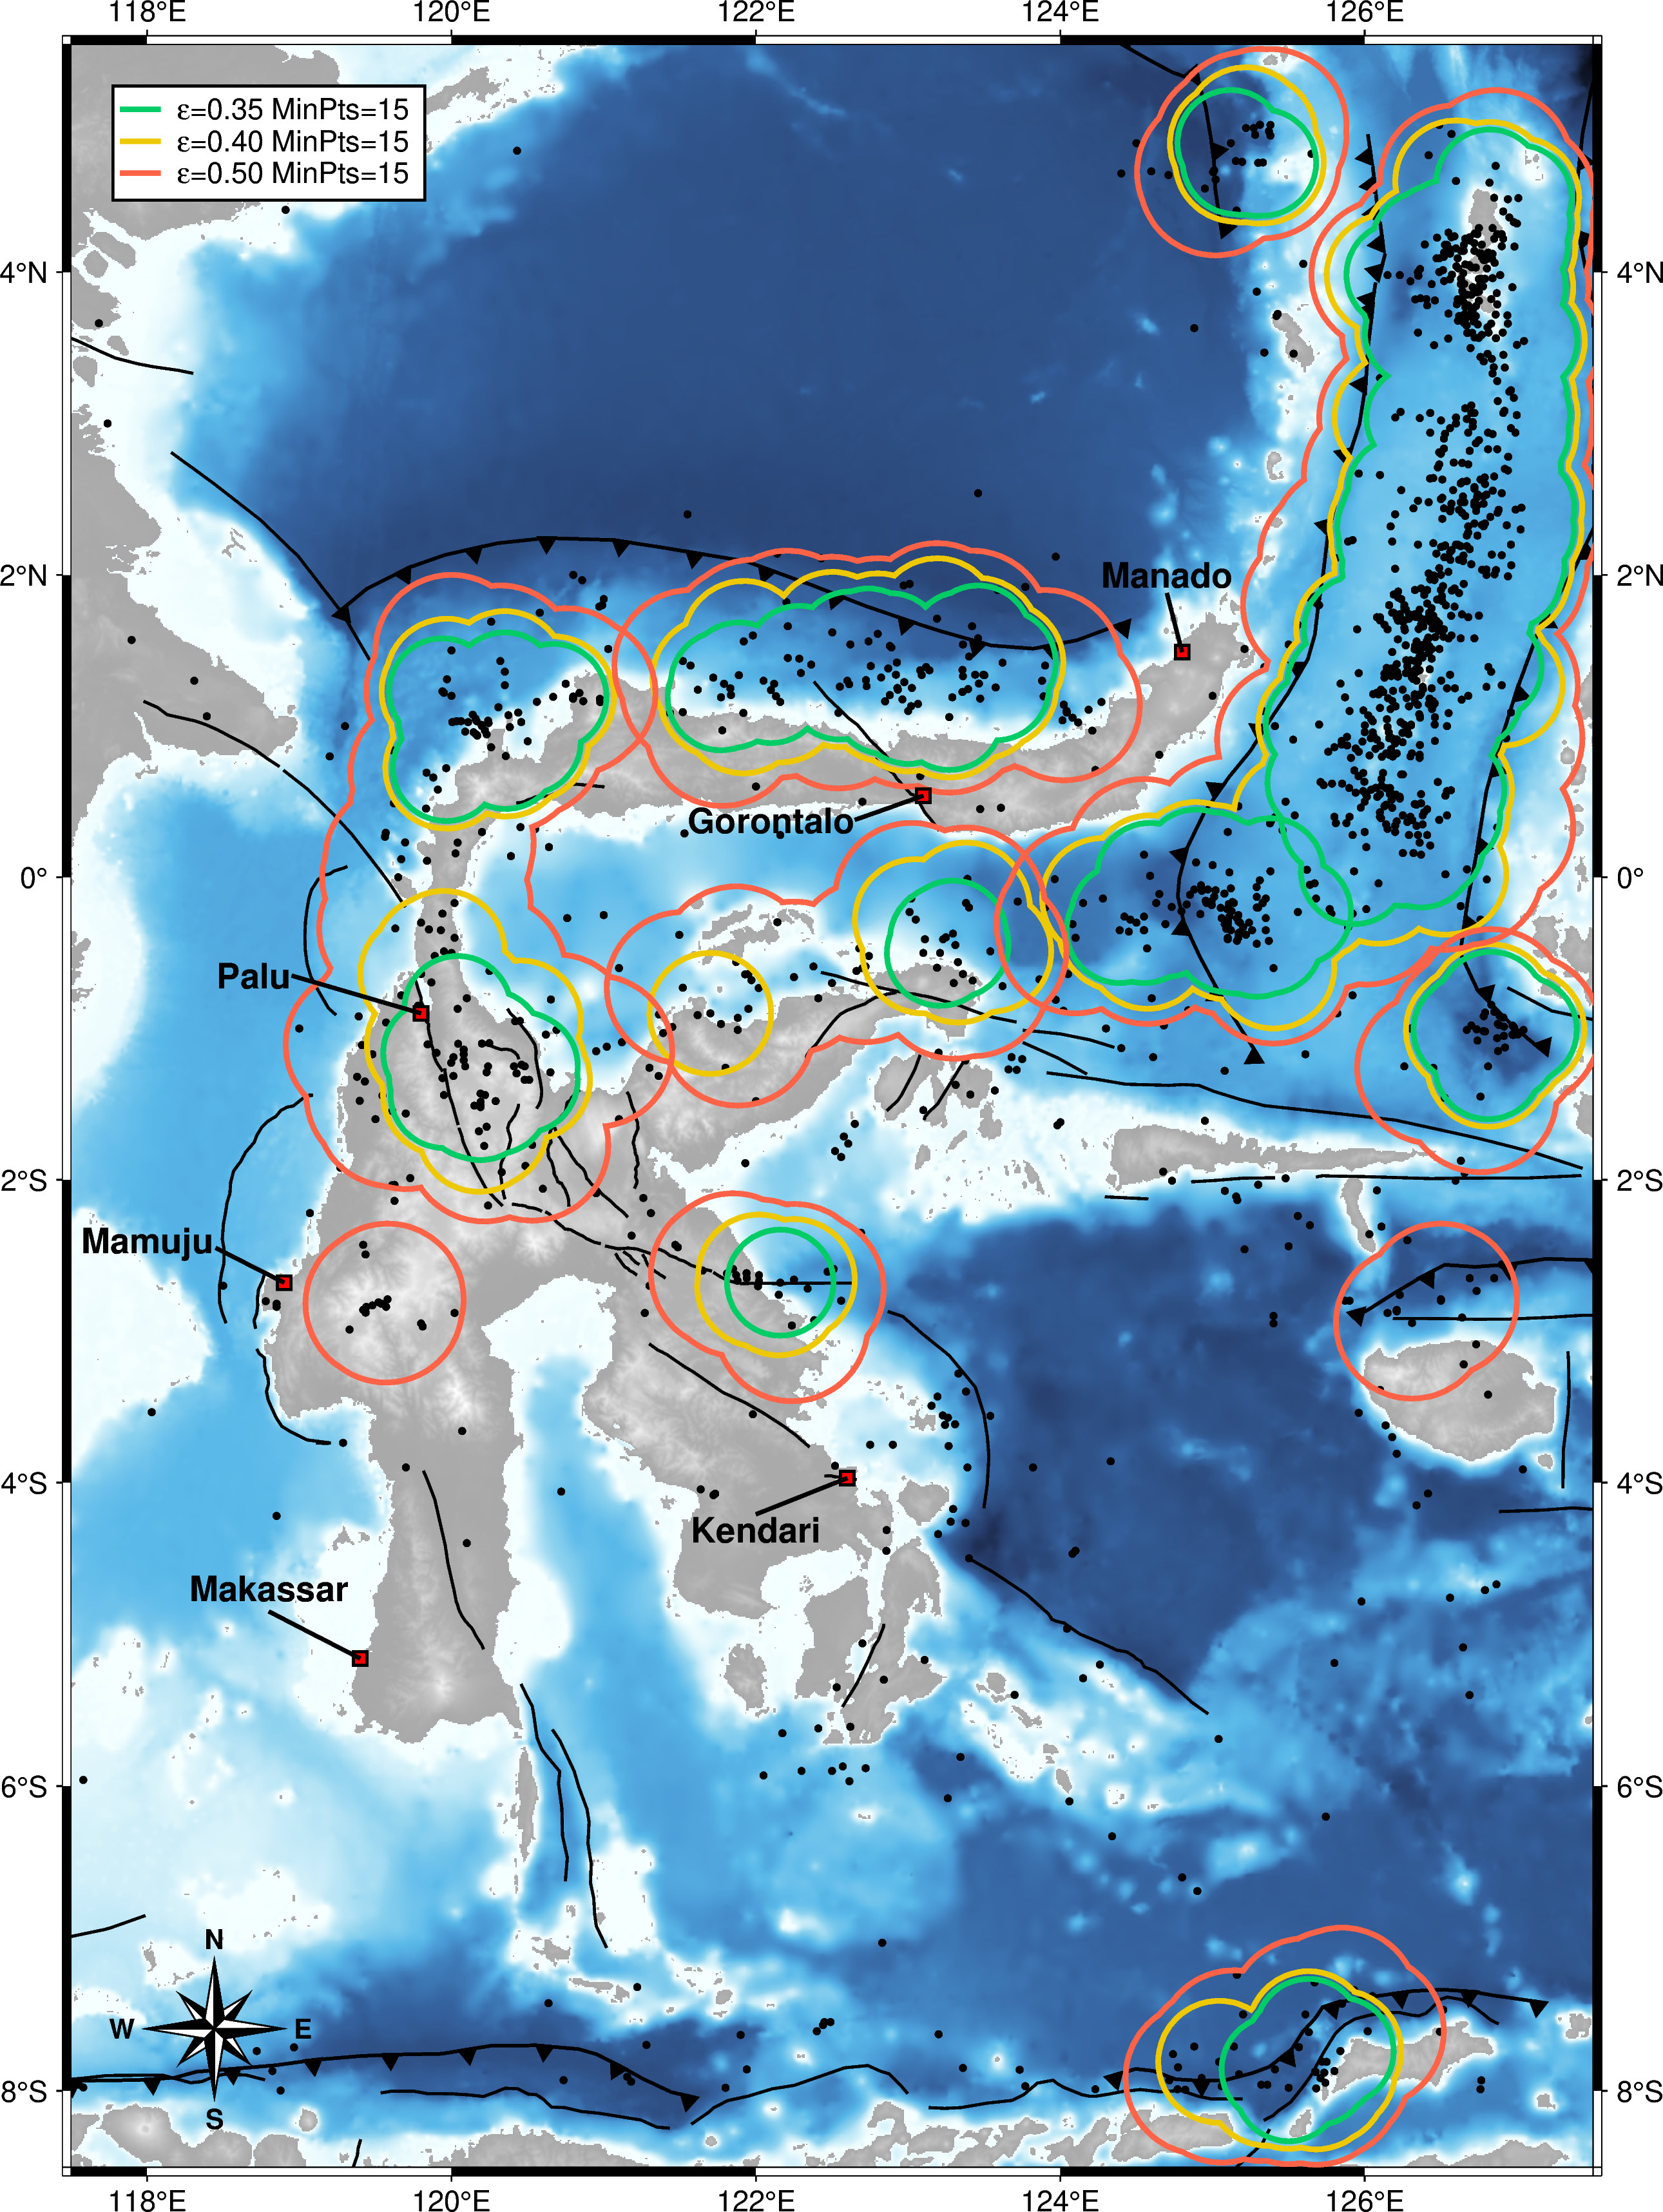 118°E 120°E 122°E 124°E 126°E
ε=0.35 MinPts=15
ε=0.40 MinPts=15
ε=0.50 MinPts=15
4°N 4°N
2°N 2°N
Manado
Gorontalo
0° 0°
Palu
2°S 2°S
Mamuju
4°S 4°S
Kendari
Makassar
6°S 6°S
N
W E
S
8°S 8°S
118°E 120°E 122°E 124°E 126°E